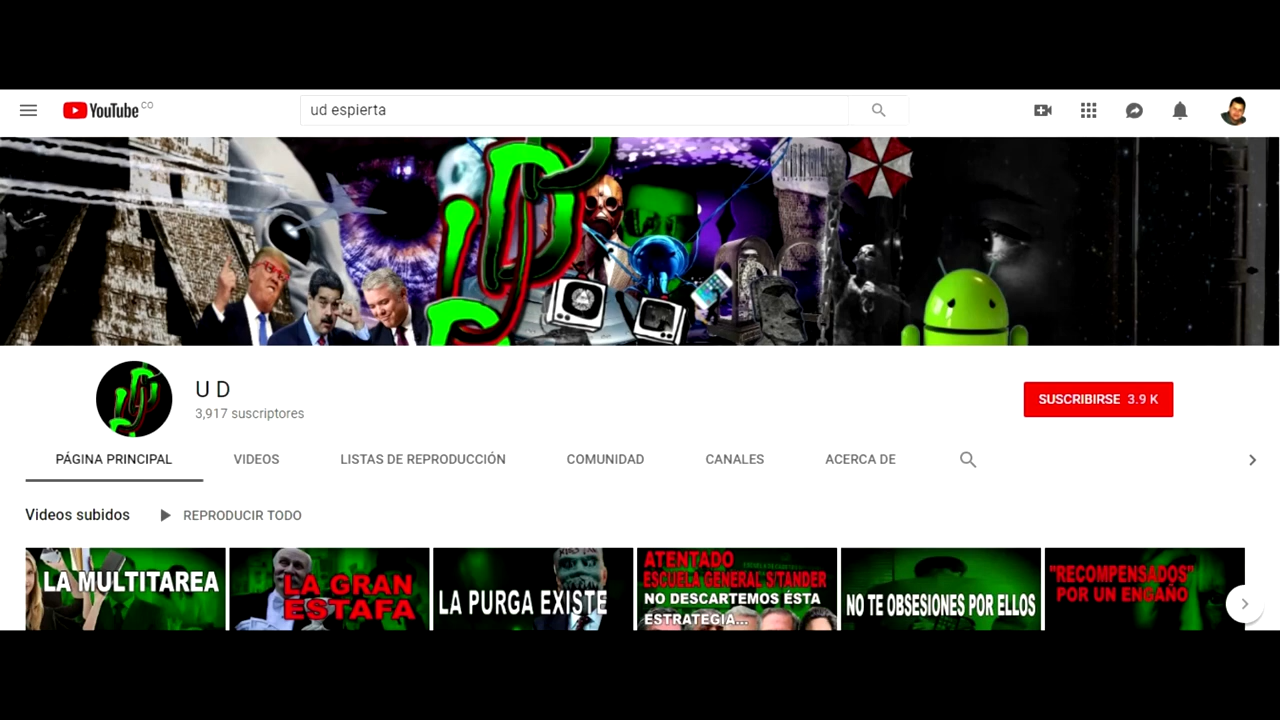 YouTube CO
ud espierta
U D
3,917 suscriptores
SUSCRIBIRSE 3.9 K
PÁGINA PRINCIPAL
VIDEOS
LISTAS DE REPRODUCCIÓN
COMUNIDAD
CANALES
ACERCA DE
Videos subidos
REPRODUCIR TODO
LA MULTITAREA
LA GRAN
ESTAFA
LA PURGA EXISTE
ATENTADO
ESCUELA GENERAL S/TANDER
NO DESCARTEMOS ÉSTA
ESTRATEGIA...
NO TE OBSESIONES POR ELLOS
"RECOMPENSADOS"
POR UN ENGAÑO